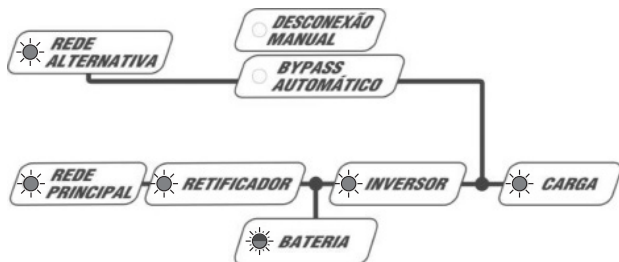 DESCONEXÃO
MANUAL
REDE
ALTERNATIVA
BYPASS
AUTOMÁTICO
REDE
PRINCIPAL
RETIFICADOR
INVERSOR
CARGA
BATERIA